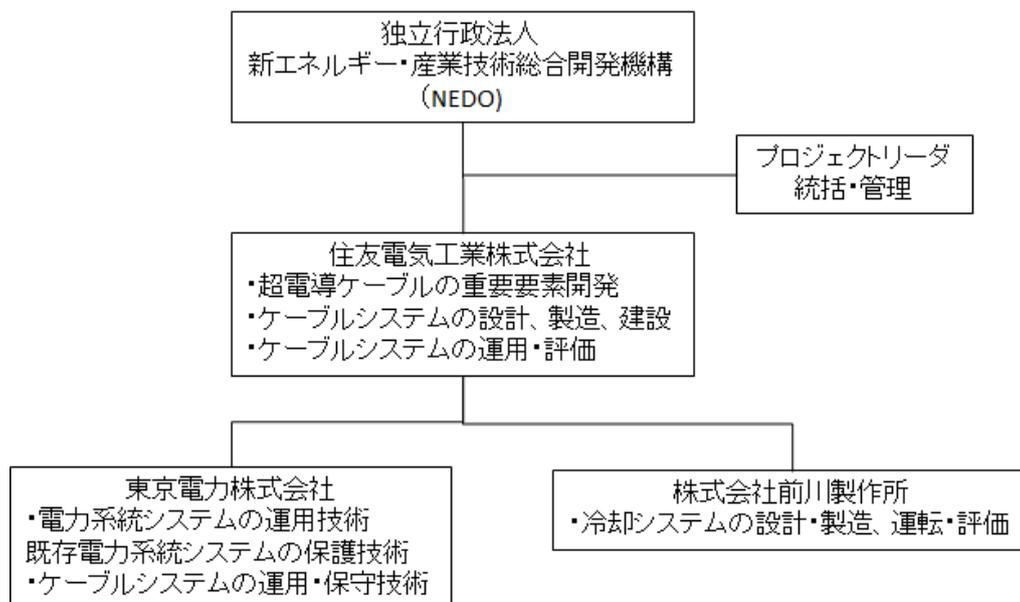 独立行政法人
新エネルギー・産業技術総合開発機構
（NEDO)
プロジェクトリーダ
統括・管理
住友電気工業株式会社
・超電導ケーブルの重要要素開発
・ケーブルシステムの設計、製造、建設
・ケーブルシステムの運用・評価
東京電力株式会社
・電力系統システムの運用技術
既存電力系統システムの保護技術
・ケーブルシステムの運用・保守技術
株式会社前川製作所
・冷却システムの設計・製造、運転・評価